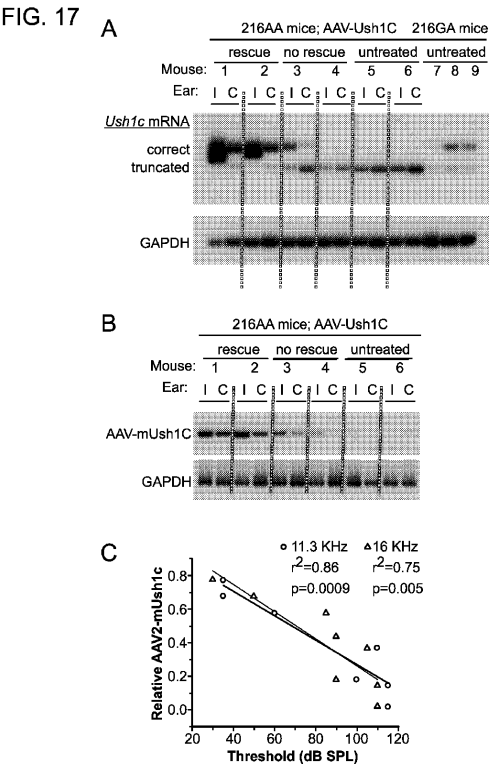 FIG. 17
A
216AA mice; AAV-Ush1C 216GA mice
rescue no rescue untreated untreated
Mouse: 1 2 3 4 5 6 7 8 9
Ear: I C I C I C I C I C I C
Ush1c mRNA
correct
truncated
GAPDH
B
216AA mice; AAV-Ush1C
rescue no rescue untreated
Mouse: 1 2 3 4 5 6
Ear: I C I C I C I C I C I C
AAV-mUsh1C
GAPDH
C
11.3 KHz 16 KHz
r2=0.86 r2=0.75
p=0.0009 p=0.005
Relative AAV2-mUsh1c
0.8
0.6
0.4
0.2
0.0
20 40 60 80 100 120
Threshold (dB SPL)